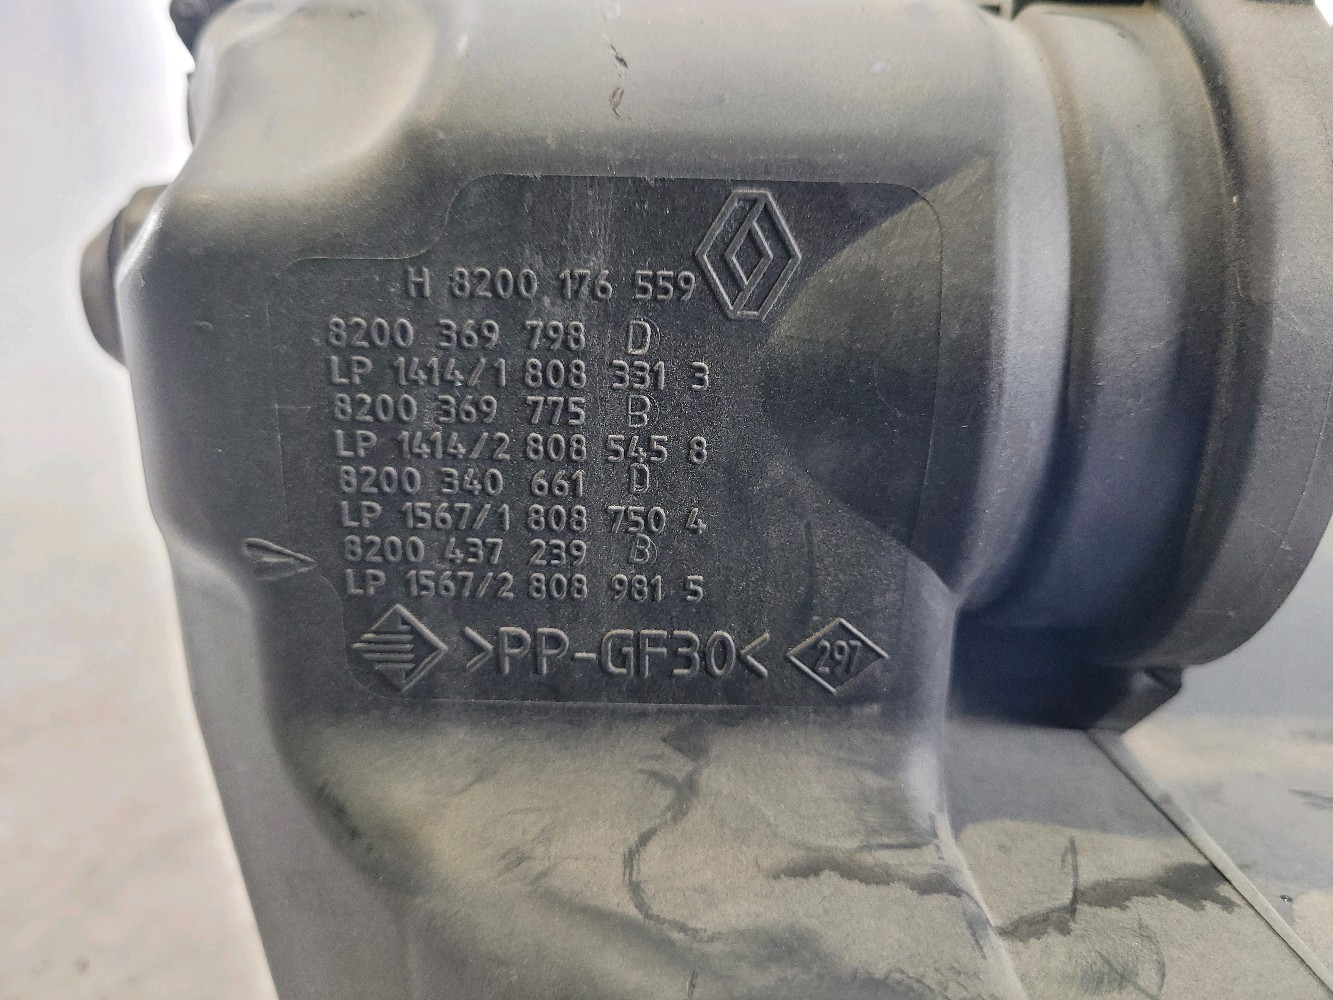 H 8200 176 559
8200 369 798 D
LP 1414/1 808 331 3
8200 369 775 B
LP 1414/2 808 545 8
8200 340 661 D
LP 1567/1 808 750 4
8200 437 239 B
LP 1567/2 808 981 5
>PP-GF30< 297